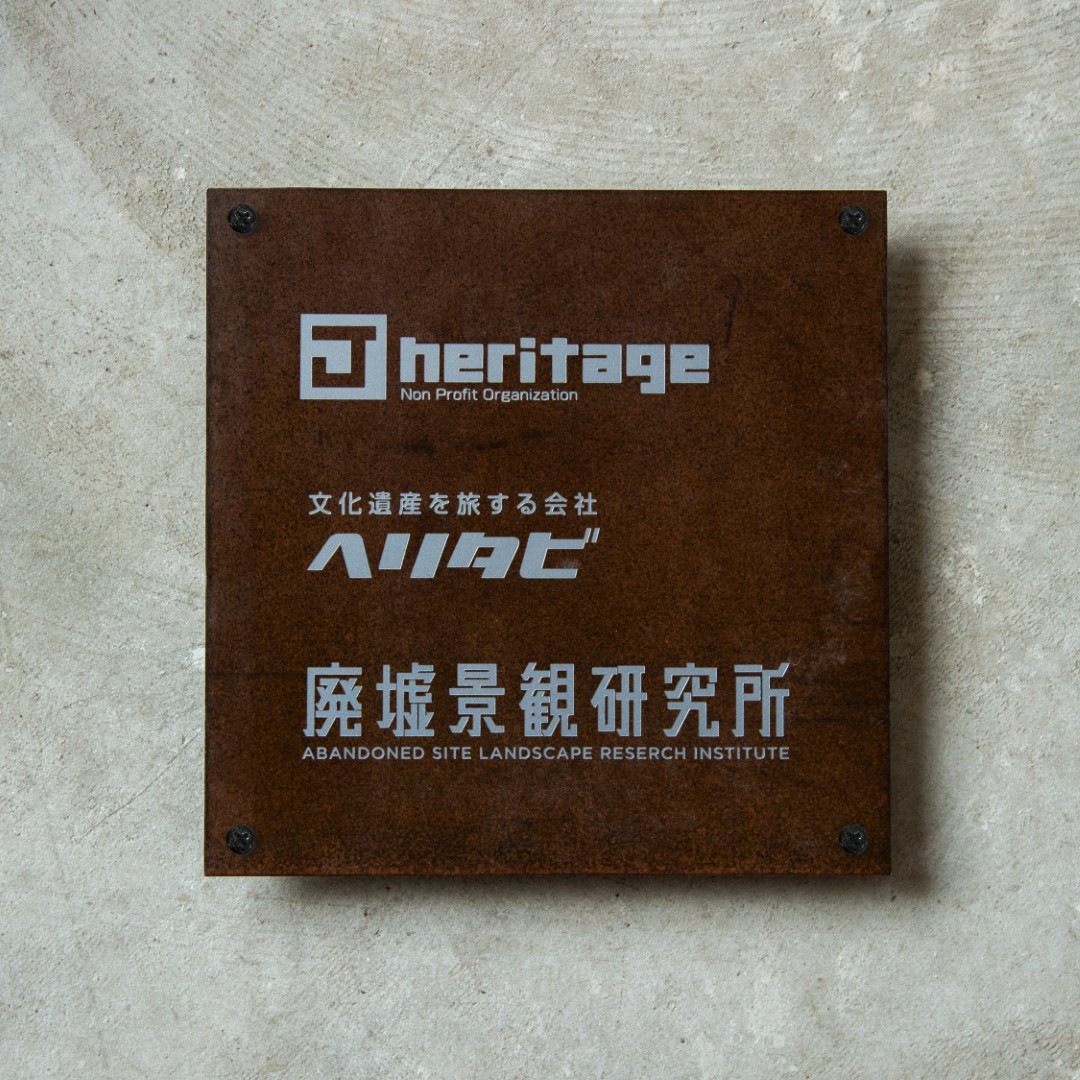 J heritage
Non Profit Organization
文化遺産を旅する会社
ヘリタビ
廃墟景観研究所
ABANDONED SITE LANDSCAPE RESERCH INSTITUTE